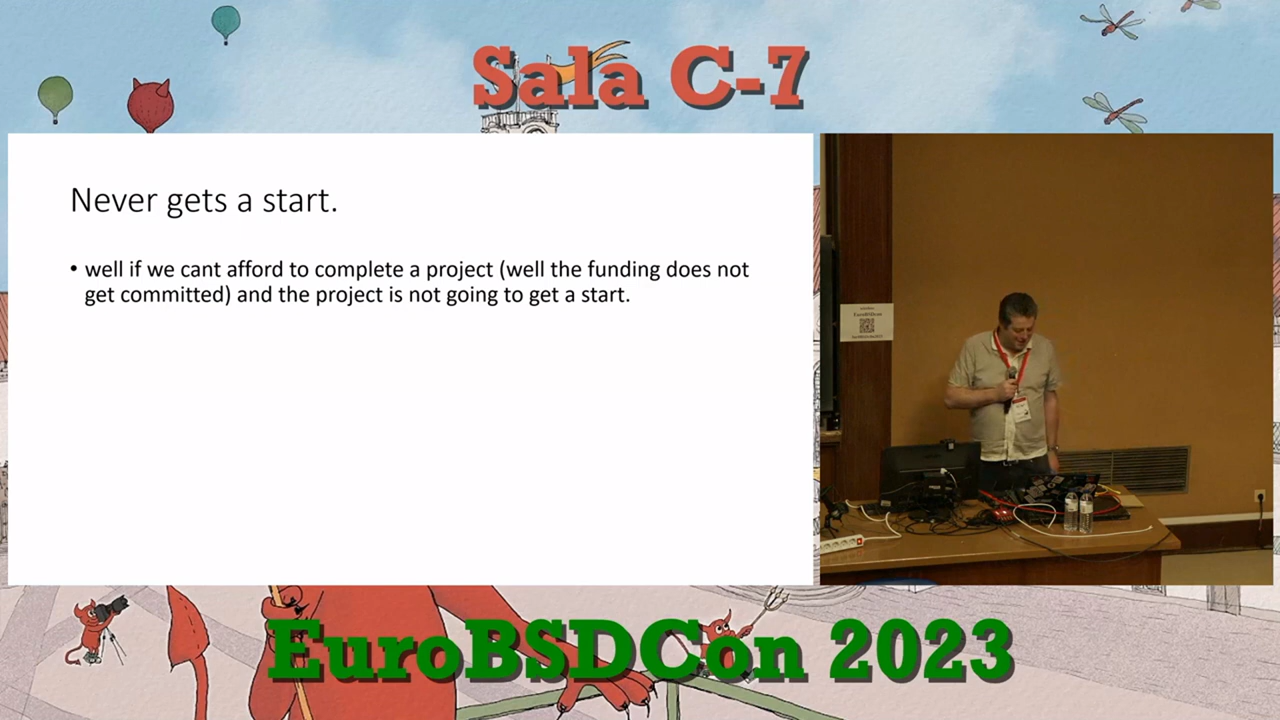 Sala C-7
Never gets a start.
• well if we cant afford to complete a project (well the funding does not
get committed) and the project is not going to get a start.
EuroBSDCon
EuroBSDCon 2023